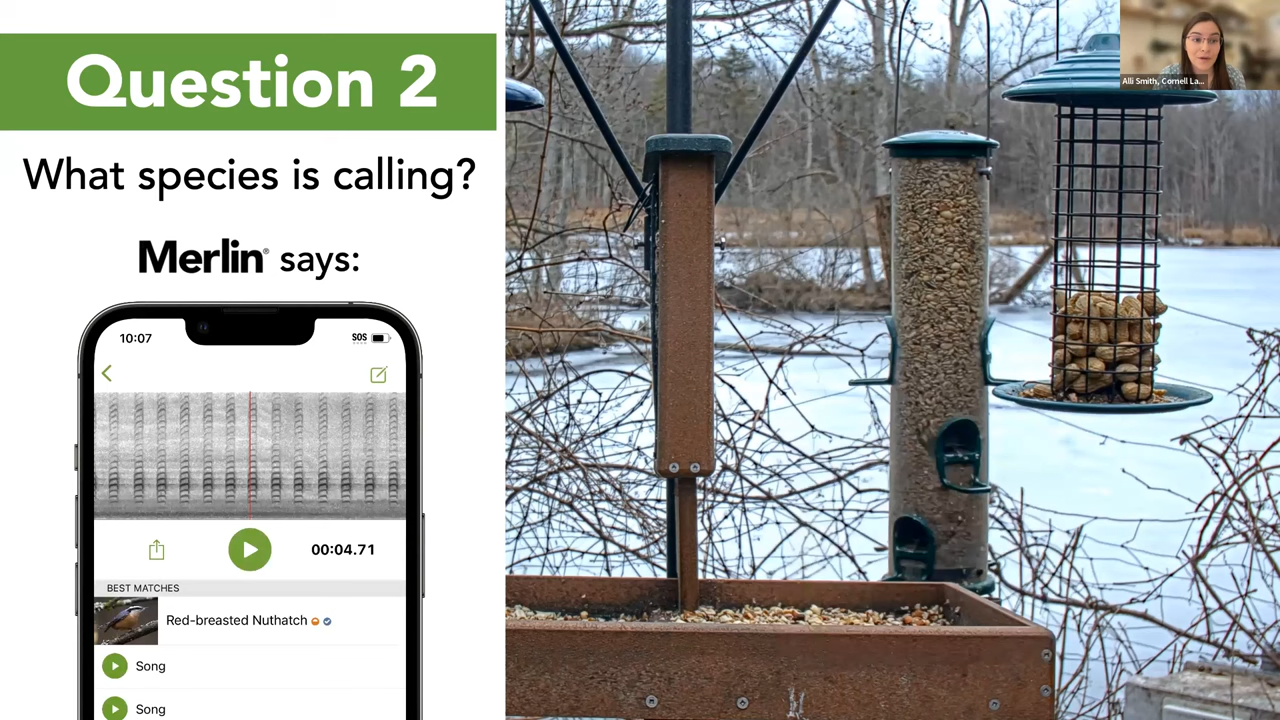 Question 2
What species is calling?
Merlin® says:
10:07
SOS
00:04.71
BEST MATCHES
Red-breasted Nuthatch
Song
Song
Alli Smith, Cornell La...